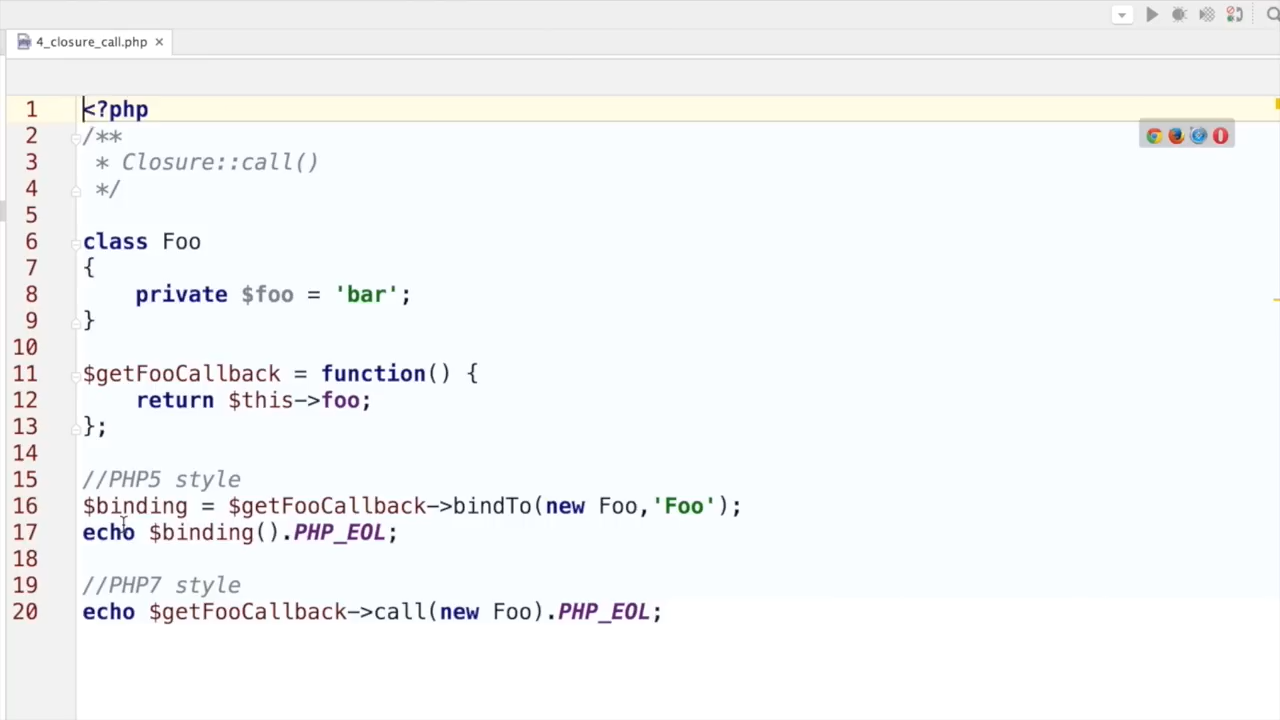 4_closure_call.php
1 <?php
2 /**
3  * Closure::call()
4  */
5
6 class Foo
7 {
8     private $foo = 'bar';
9 }
10
11 $getFooCallback = function() {
12     return $this->foo;
13 };
14
15 //PHP5 style
16 $binding = $getFooCallback->bindTo(new Foo,'Foo');
17 echo $binding().PHP_EOL;
18
19 //PHP7 style
20 echo $getFooCallback->call(new Foo).PHP_EOL;